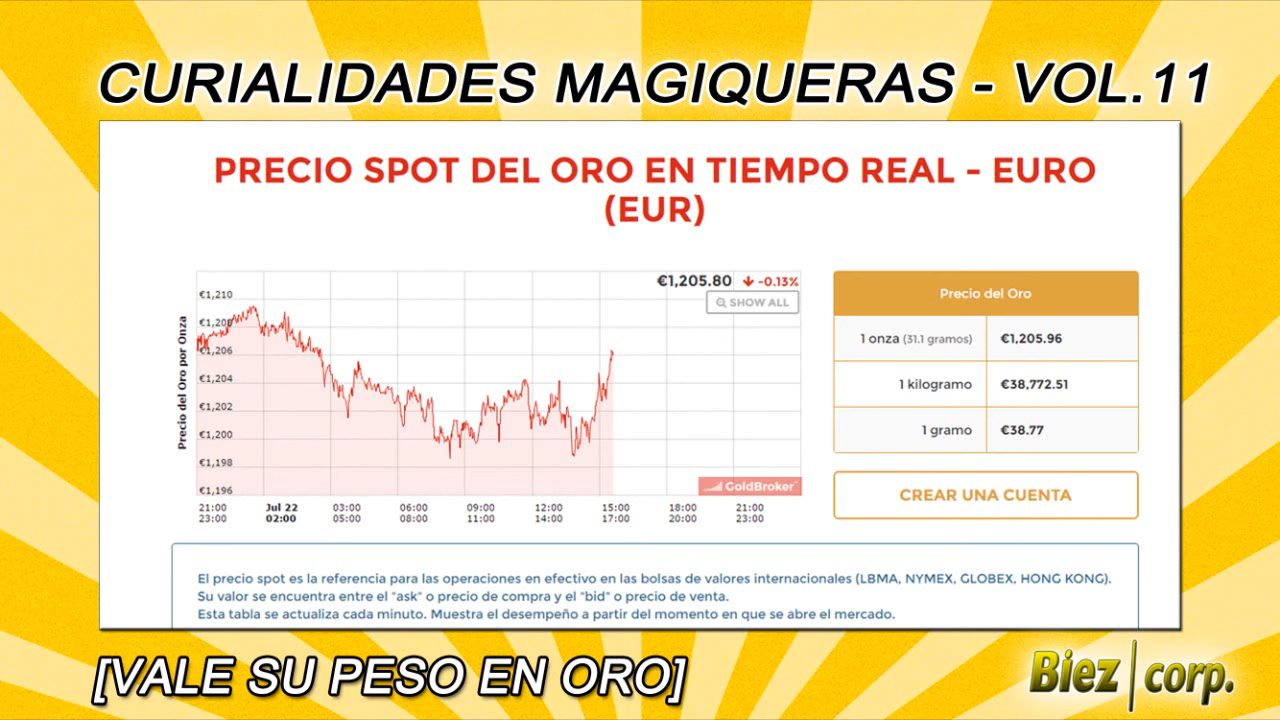 CURIALIDADES MAGIQUERAS - VOL.11
PRECIO SPOT DEL ORO EN TIEMPO REAL - EURO
(EUR)
€1,205.80 -0.13%
SHOW ALL
Precio del Oro por Onza
€1,210
€1,208
€1,206
€1,204
€1,202
€1,200
€1,198
€1,196
GoldBroker
21:00 Jul 22 03:00 06:00 09:00 12:00 15:00 18:00 21:00
23:00 02:00 05:00 08:00 11:00 14:00 17:00 20:00 23:00
Precio del Oro
1 onza (31.1 gramos) €1,205.96
1 kilogramo €38,772.51
1 gramo €38.77
CREAR UNA CUENTA
El precio spot es la referencia para las operaciones en efectivo en las bolsas de valores internacionales (LBMA, NYMEX, GLOBEX, HONG KONG).
Su valor se encuentra entre el "ask" o precio de compra y el "bid" o precio de venta.
Esta tabla se actualiza cada minuto. Muestra el desempeño a partir del momento en que se abre el mercado.
[VALE SU PESO EN ORO]
Biez corp.